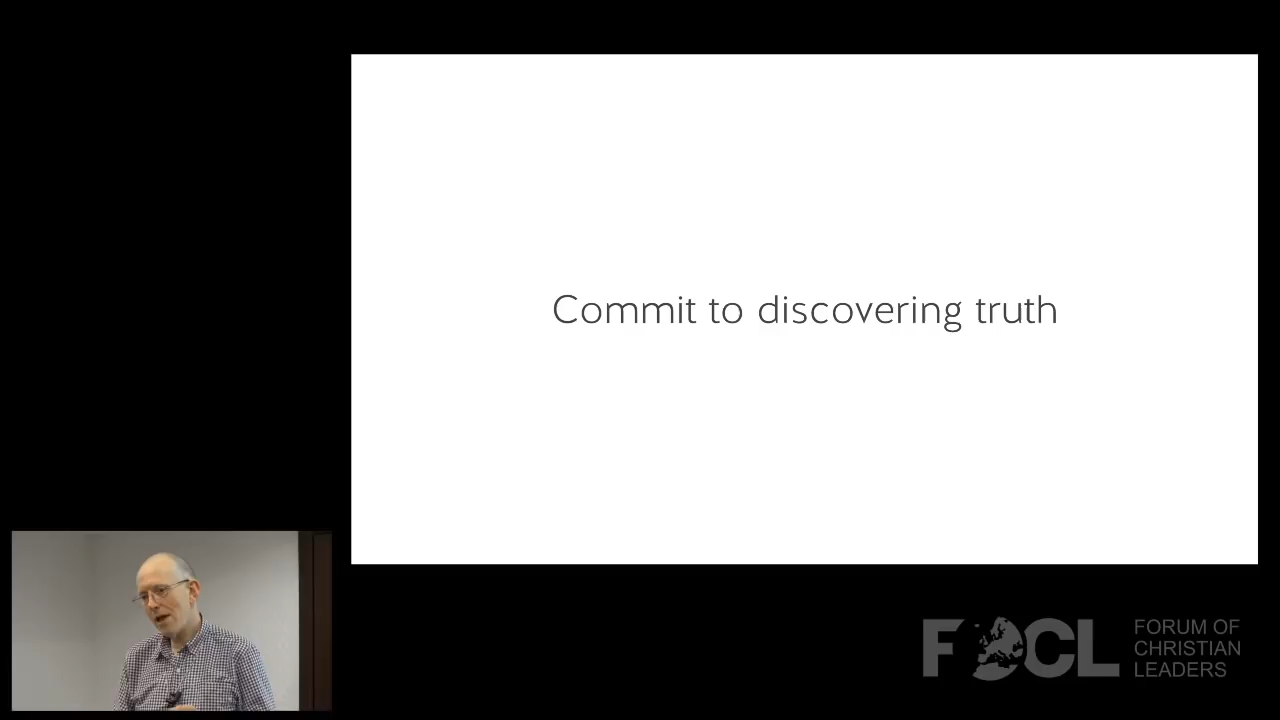 Commit to discovering truth
FOCL
FORUM OF
CHRISTIAN
LEADERS